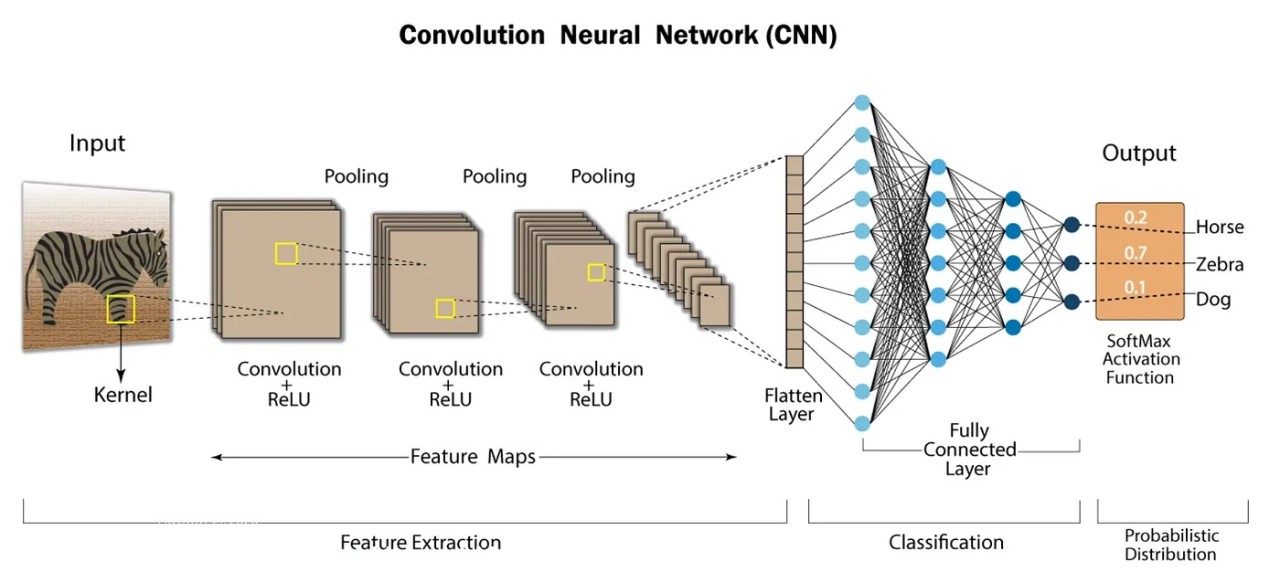 Convolution Neural Network (CNN)
Input
Pooling
Pooling
Pooling
Output
0.2
Horse
0.7
Zebra
0.1
Dog
Kernel
Convolution
+
ReLU
Convolution
+
ReLU
Convolution
+
ReLU
Flatten
Layer
SoftMax
Activation
Function
Feature Maps
Fully
Connected
Layer
Feature Extraction
Classification
Probabilistic
Distribution